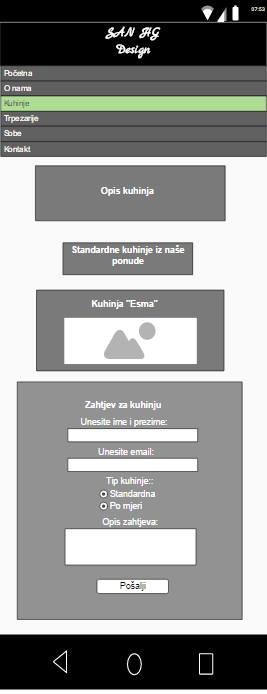 07:53
SAN HG
Design
Početna
O nama
Kuhinje
Trpezarije
Sobe
Kontakt
Opis kuhinja
Standardne kuhinje iz naše
ponude
Kuhinja "Esma"
Zahtjev za kuhinju
Unesite ime i prezime:
Unesite email:
Tip kuhinje::
Standardna
Po mjeri
Opis zahtjeva:
Pošalji